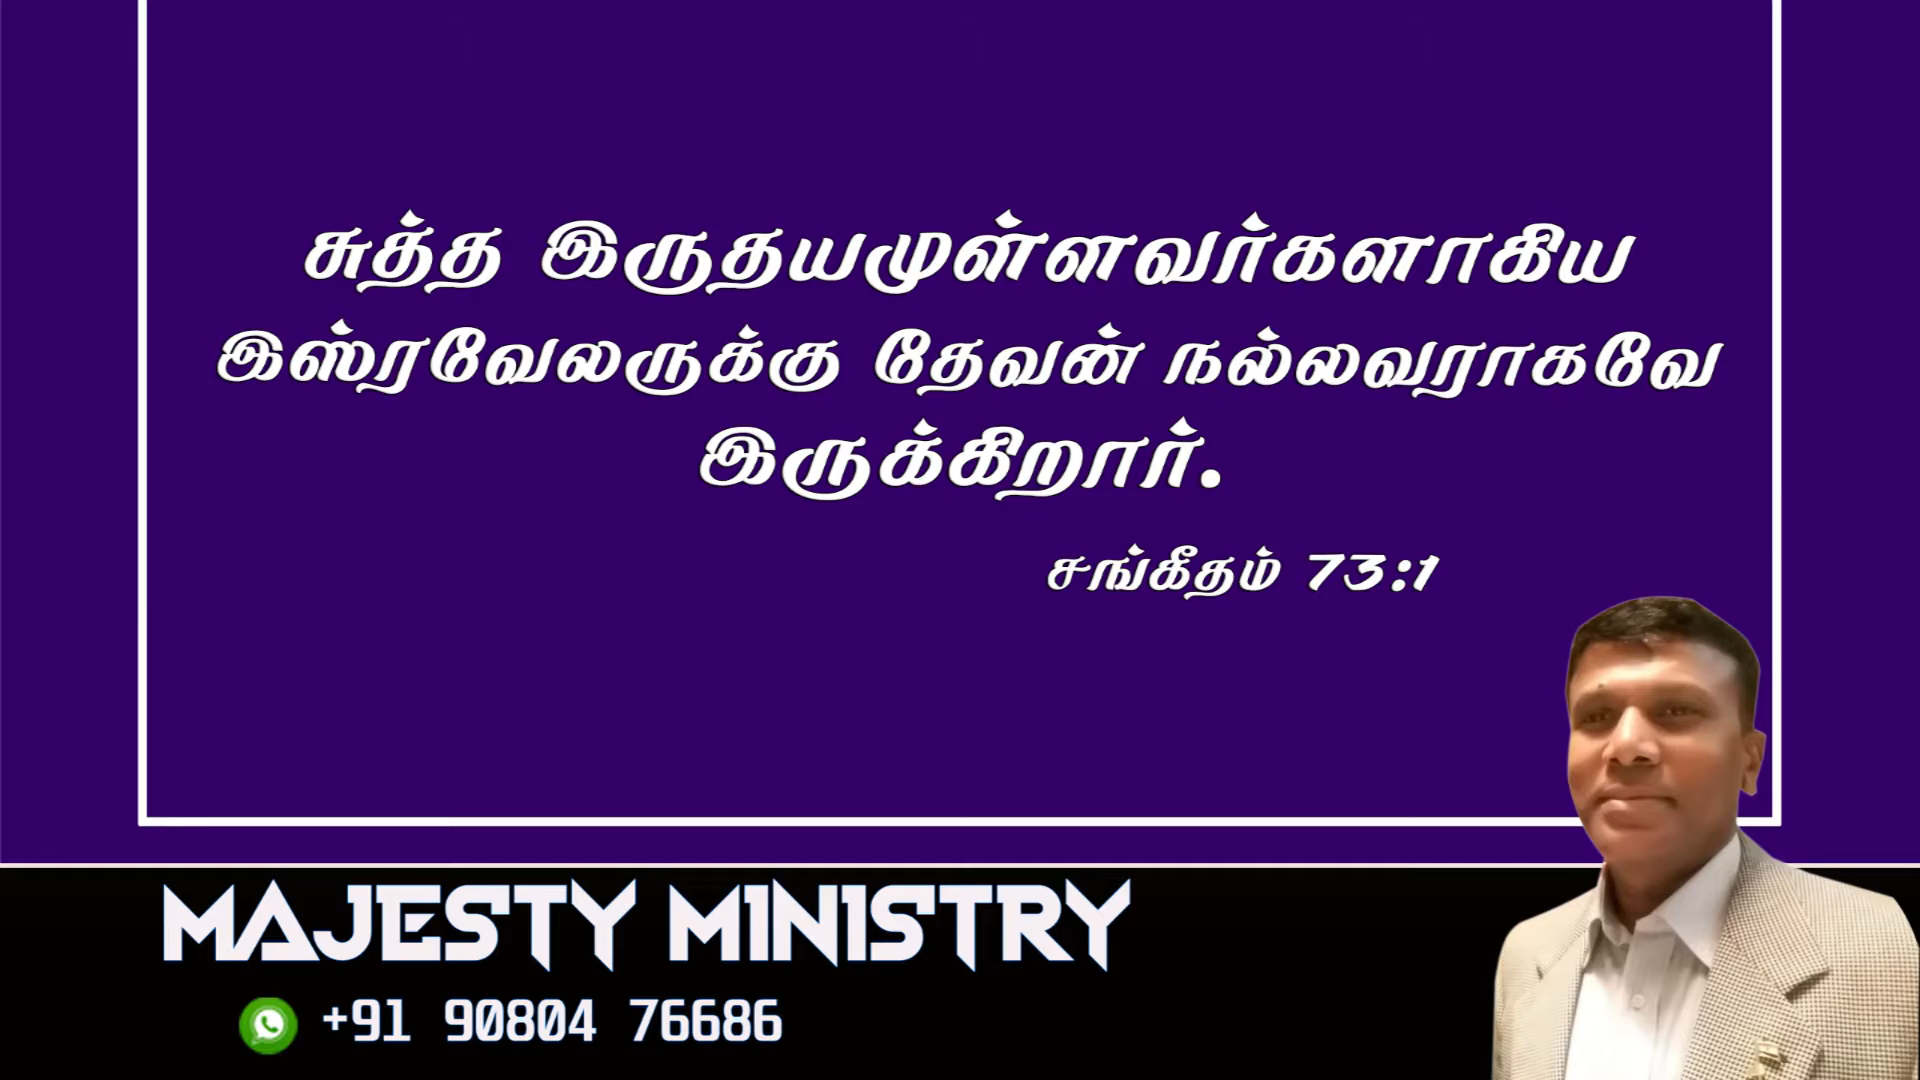 சுத்த இருதயமுள்ளவர்களாகிய
இஸ்ரவேலருக்கு தேவன் நல்லவராகவே
இருக்கிறார்.
சங்கீதம் 73:1
MAJESTY MINISTRY
+91 90804 76686